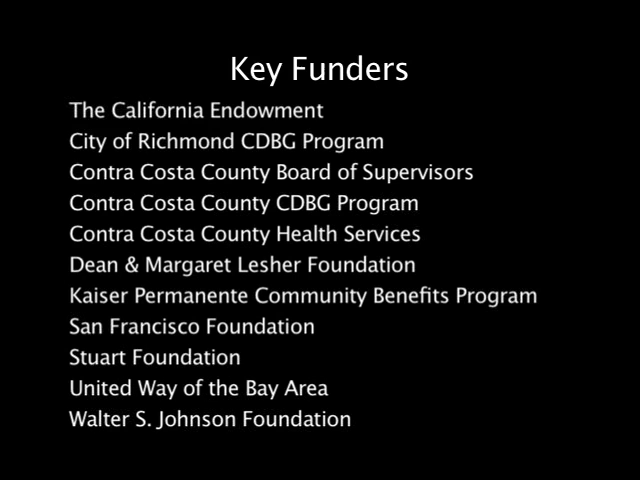 Key Funders
The California Endowment
City of Richmond CDBG Program
Contra Costa County Board of Supervisors
Contra Costa County CDBG Program
Contra Costa County Health Services
Dean & Margaret Lesher Foundation
Kaiser Permanente Community Benefits Program
San Francisco Foundation
Stuart Foundation
United Way of the Bay Area
Walter S. Johnson Foundation